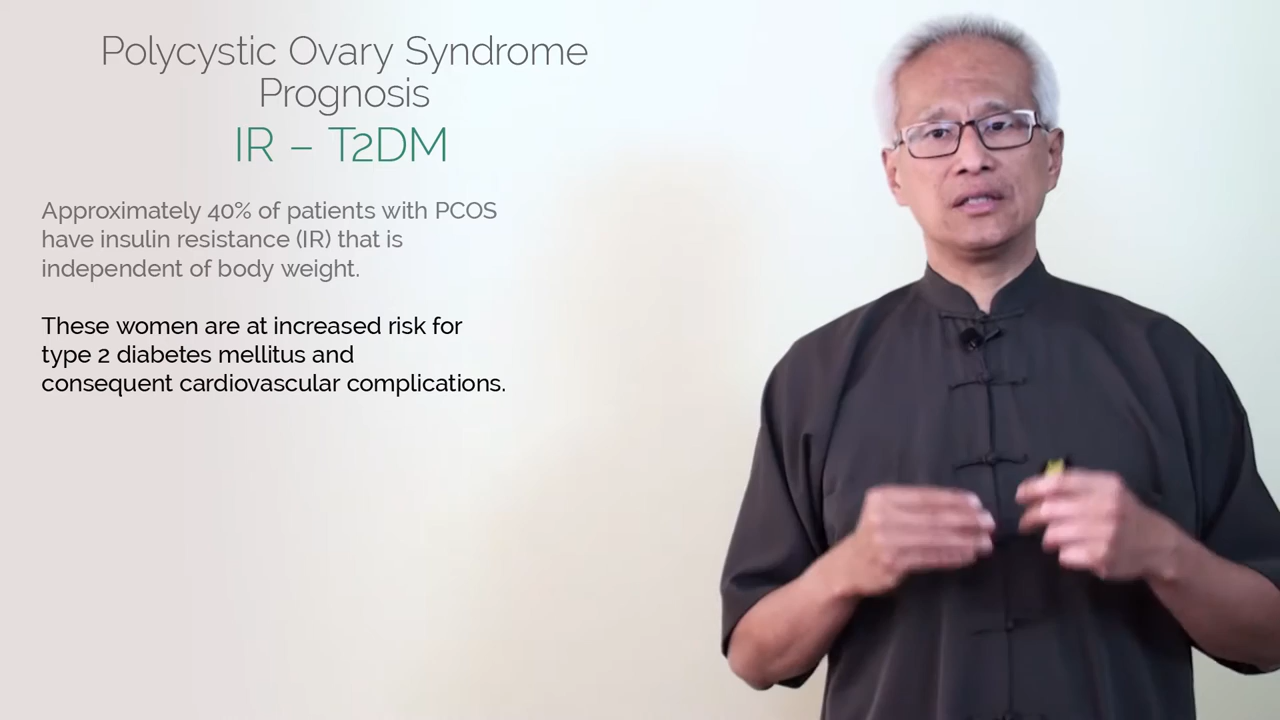 Polycystic Ovary Syndrome
Prognosis
IR – T2DM
Approximately 40% of patients with PCOS
have insulin resistance (IR) that is
independent of body weight.
These women are at increased risk for
type 2 diabetes mellitus and
consequent cardiovascular complications.